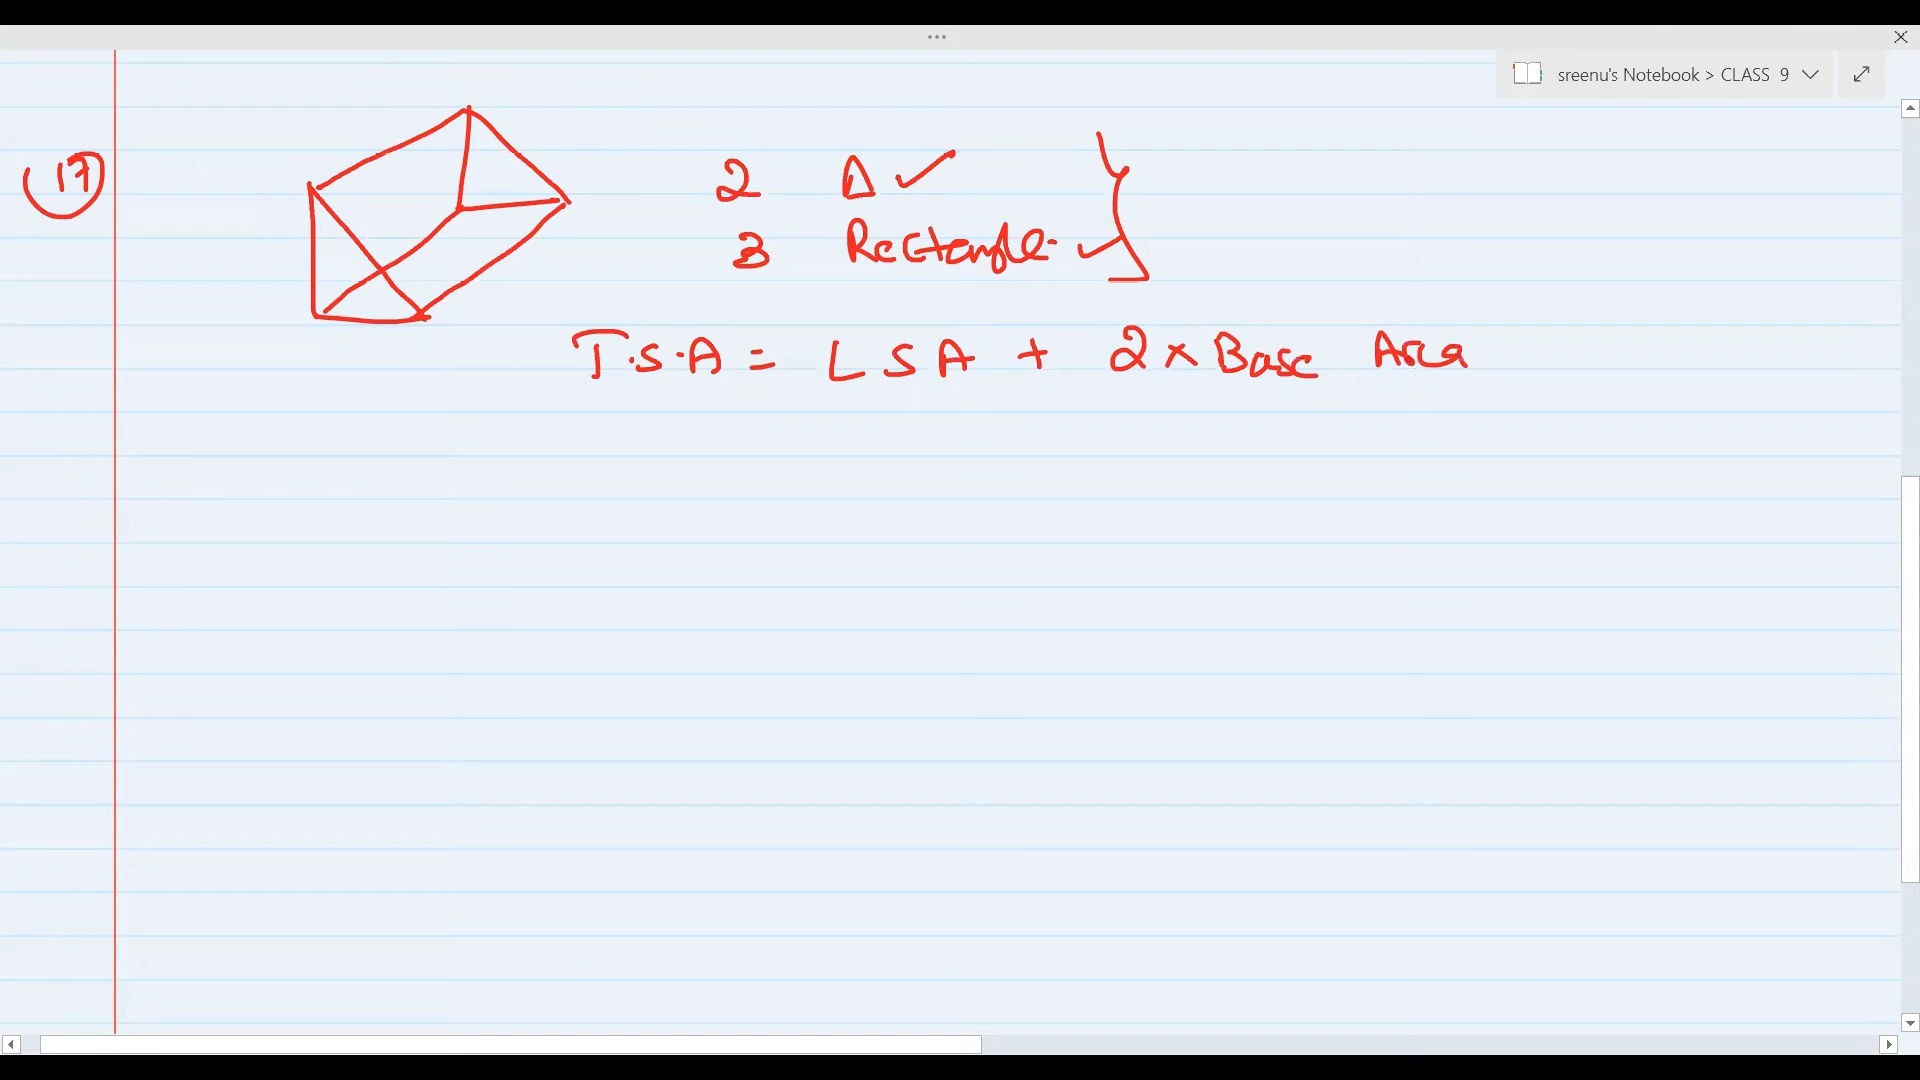 sreenu's Notebook > CLASS 9
17
2 Δ ✓
3 Rectangle ✓
T.S.A = LSA + 2 × Base Area